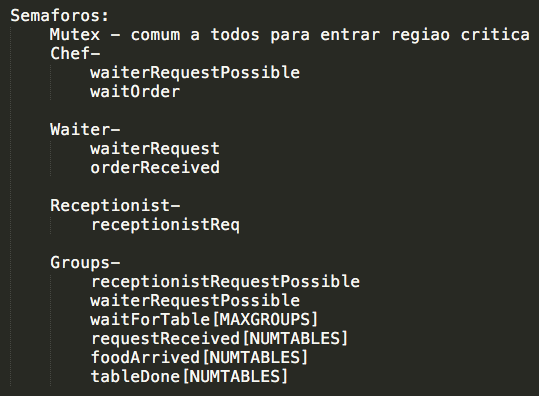 Semaforos:
Mutex - comum a todos para entrar regiao critica
Chef-
waiterRequestPossible
waitOrder
Waiter-
waiterRequest
orderReceived
Receptionist-
receptionistReq
Groups-
receptionistRequestPossible
waiterRequestPossible
waitForTable[MAXGROUPS]
requestReceived[NUMTABLES]
foodArrived[NUMTABLES]
tableDone[NUMTABLES]